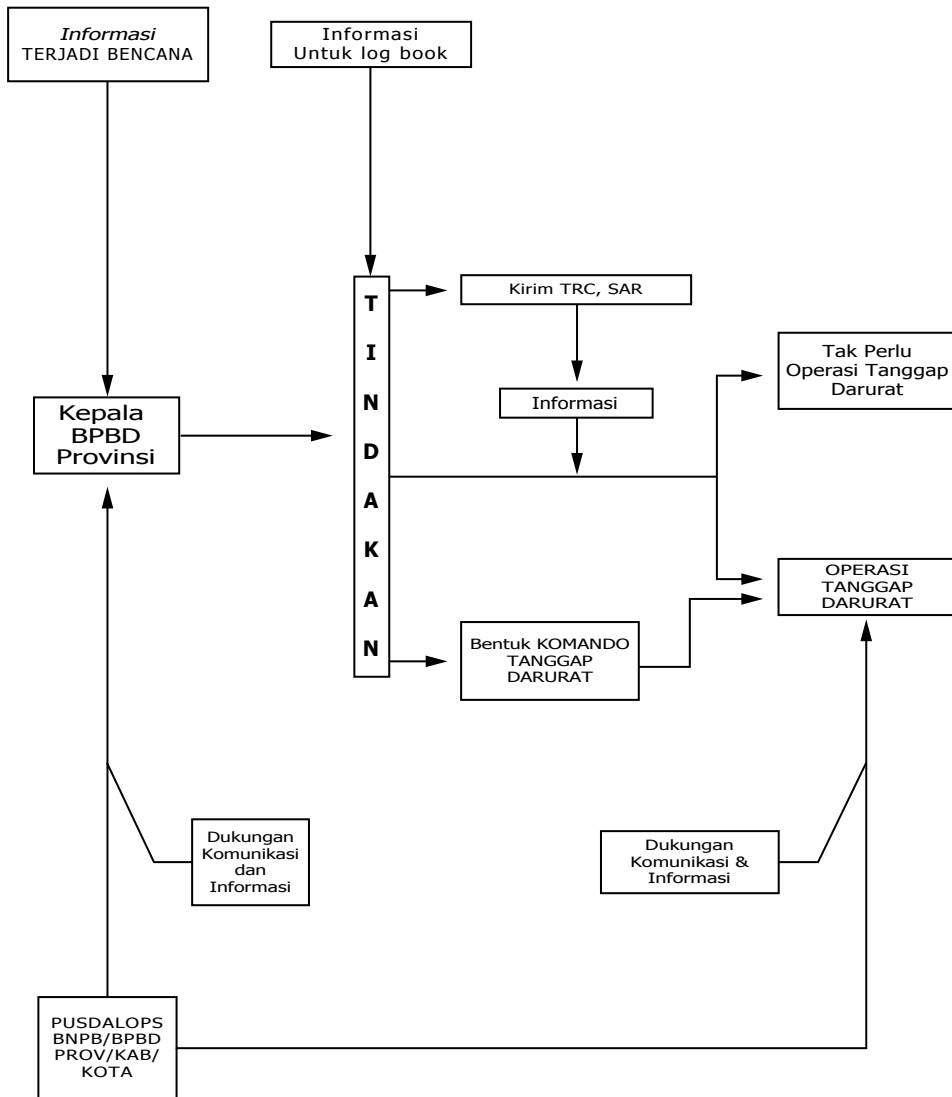 Informasi
TERJADI BENCANA
Informasi
Untuk log book
T
I
N
D
A
K
A
N
Kirim TRC, SAR
Informasi
Tak Perlu
Operasi Tanggap
Darurat
Kepala
BPBD
Provinsi
OPERASI
TANGGAP
DARURAT
Bentuk KOMANDO
TANGGAP
DARURAT
Dukungan
Komunikasi
dan
Informasi
Dukungan
Komunikasi &
Informasi
PUSDALOPS
BNPB/BPBD
PROV/KAB/
KOTA